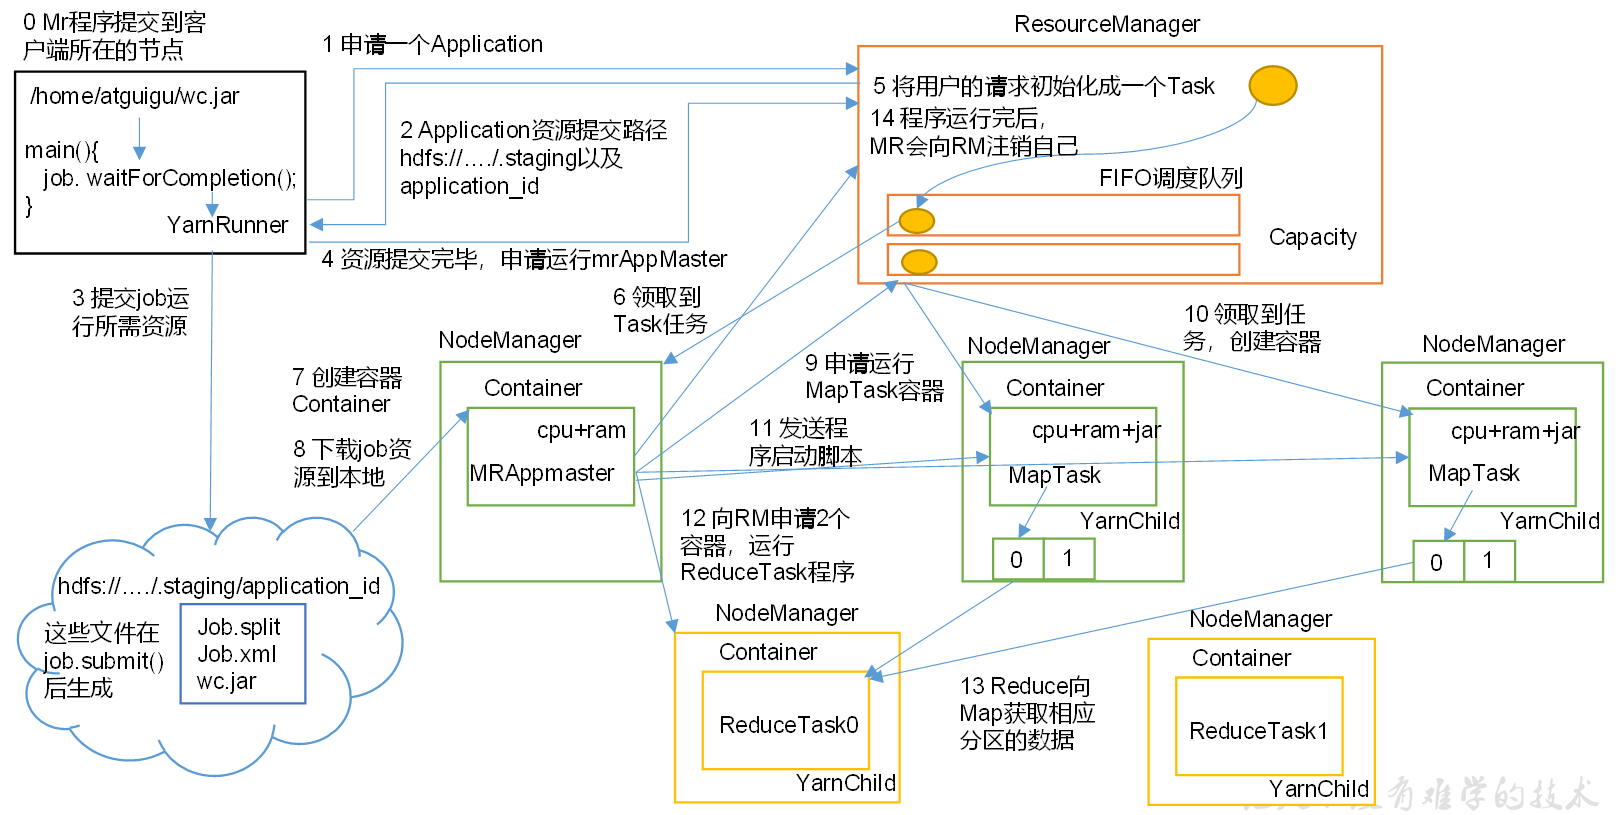 0 Mr程序提交到客
户端所在的节点
/home/atguigu/wc.jar
main(){
job. waitForCompletion();
}
YarnRunner
1 申请一个Application
2 Application资源提交路径
hdfs://…./.staging以及
application_id
4 资源提交完毕，申请运行mrAppMaster
ResourceManager
5 将用户的请求初始化成一个Task
14 程序运行完后，
MR会向RM注销自己
FIFO调度队列
Capacity
3 提交job运
行所需资源
6 领取到
Task任务
10 领取到任
务，创建容器
7 创建容器
Container
8 下载job资
源到本地
NodeManager
Container
cpu+ram
MRAppmaster
9 申请运行
MapTask容器
11 发送程
序启动脚本
NodeManager
Container
cpu+ram+jar
MapTask
YarnChild
0
1
NodeManager
Container
cpu+ram+jar
MapTask
YarnChild
0
1
12 向RM申请2个
容器，运行
ReduceTask程序
hdfs://…./.staging/application_id
这些文件在
job.submit()
后生成
Job.split
Job.xml
wc.jar
NodeManager
Container
ReduceTask0
YarnChild
13 Reduce向
Map获取相应
分区的数据
NodeManager
Container
ReduceTask1
YarnChild
有难学的技术